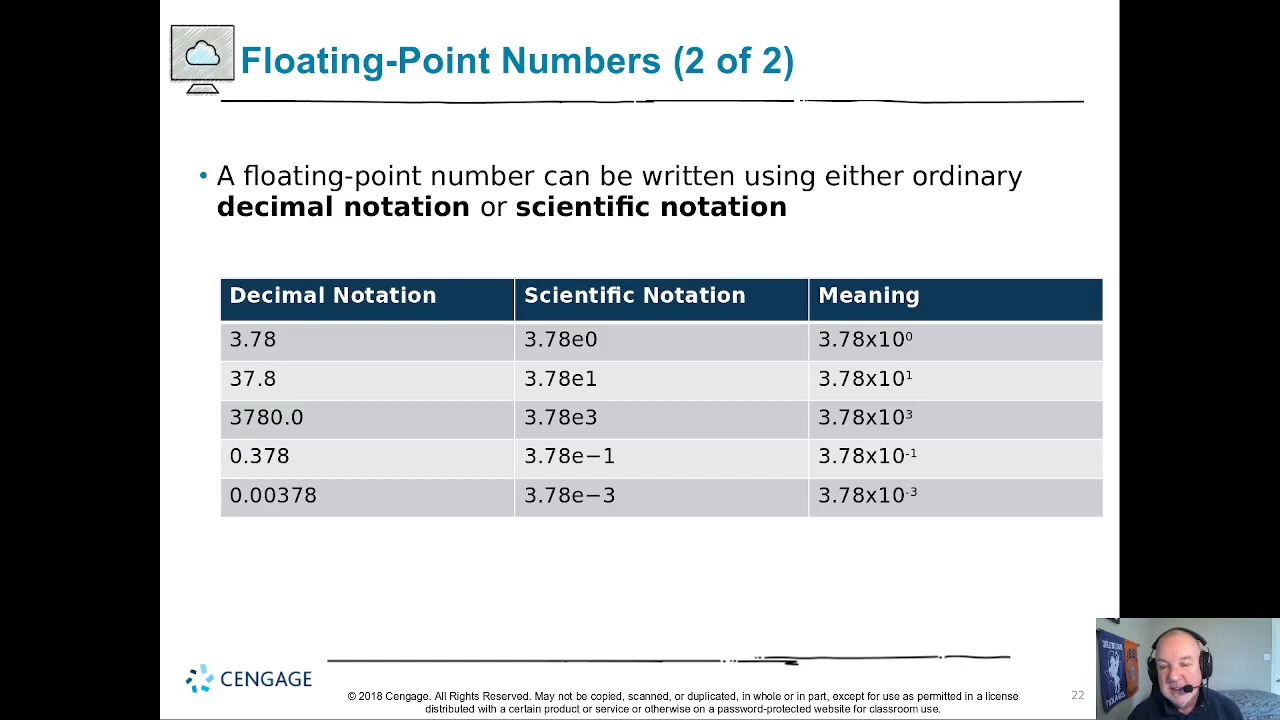 Floating-Point Numbers (2 of 2)
• A floating-point number can be written using either ordinary
decimal notation or scientific notation
Decimal Notation Scientific Notation Meaning
3.78 3.78e0 3.78x10⁰
37.8 3.78e1 3.78x10¹
3780.0 3.78e3 3.78x10³
0.378 3.78e−1 3.78x10⁻¹
0.00378 3.78e−3 3.78x10⁻³
CENGAGE
© 2018 Cengage. All Rights Reserved. May not be copied, scanned, or duplicated, in whole or in part, except for use as permitted in a license
distributed with a certain product or service or otherwise on a password-protected website for classroom use.
22
TEXANS